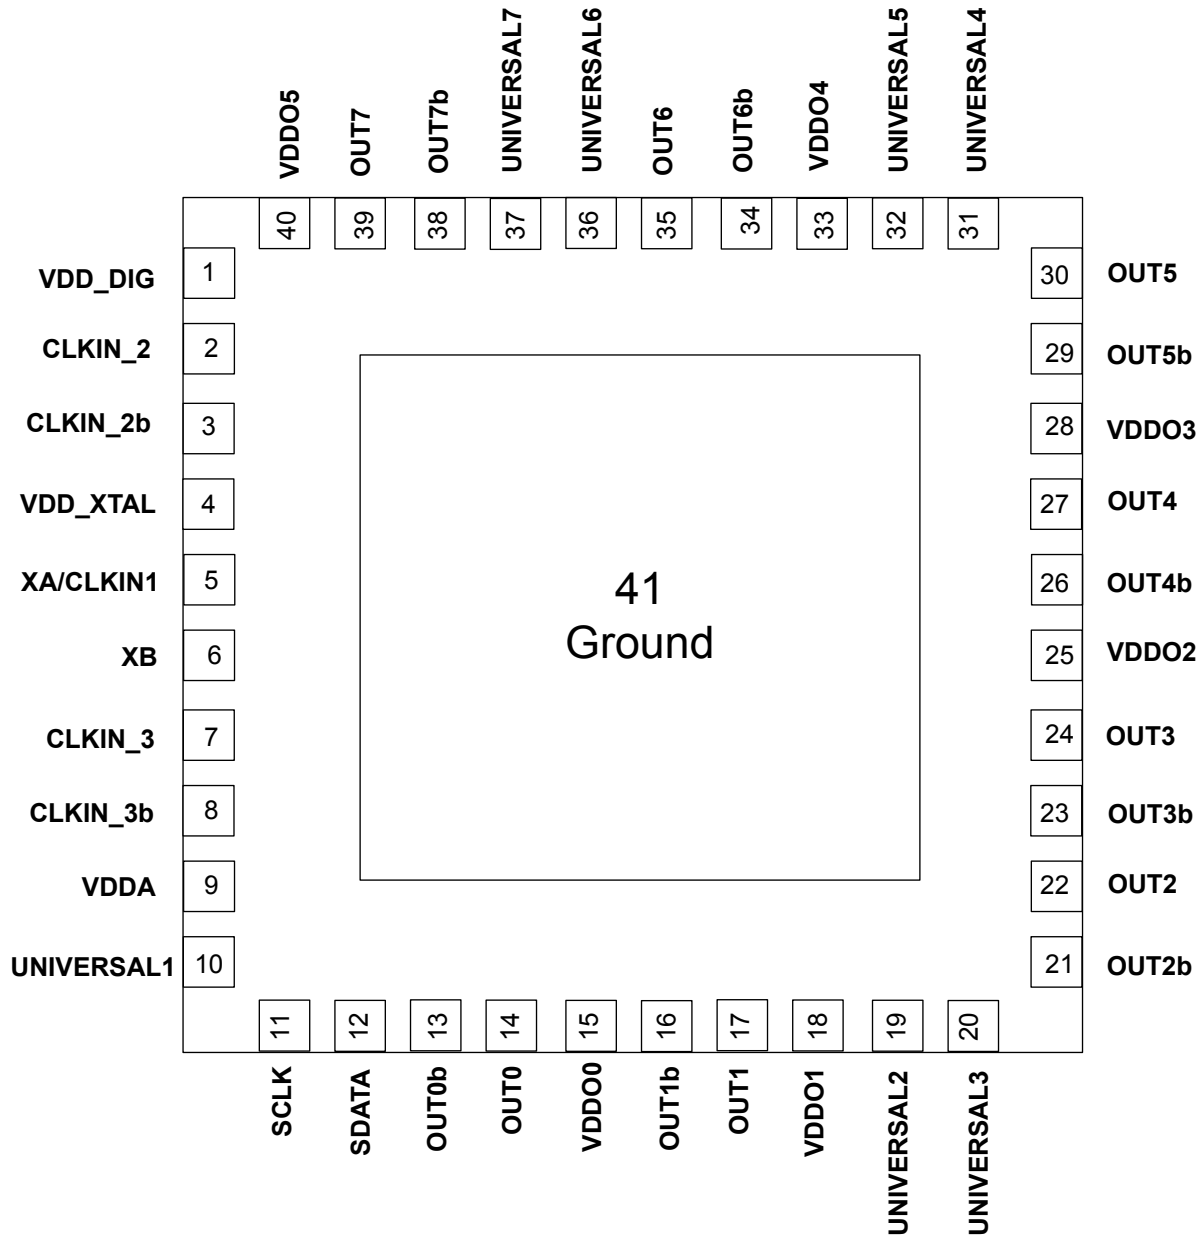 VDDO5
OUT7
OUT7b
UNIVERSAL7
UNIVERSAL6
OUT6
OUT6b
VDDO4
UNIVERSAL5
UNIVERSAL4
40
39
38
37
36
35
34
33
32
31
VDD_DIG 1
30 OUT5
CLKIN_2 2
29 OUT5b
CLKIN_2b 3
28 VDDO3
VDD_XTAL 4
27 OUT4
XA/CLKIN1 5
26 OUT4b
XB 6
25 VDDO2
CLKIN_3 7
24 OUT3
CLKIN_3b 8
23 OUT3b
VDDA 9
22 OUT2
UNIVERSAL1 10
21 OUT2b
41
Ground
11
12
13
14
15
16
17
18
19
20
SCLK
SDATA
OUT0b
OUT0
VDDO0
OUT1b
OUT1
VDDO1
UNIVERSAL2
UNIVERSAL3